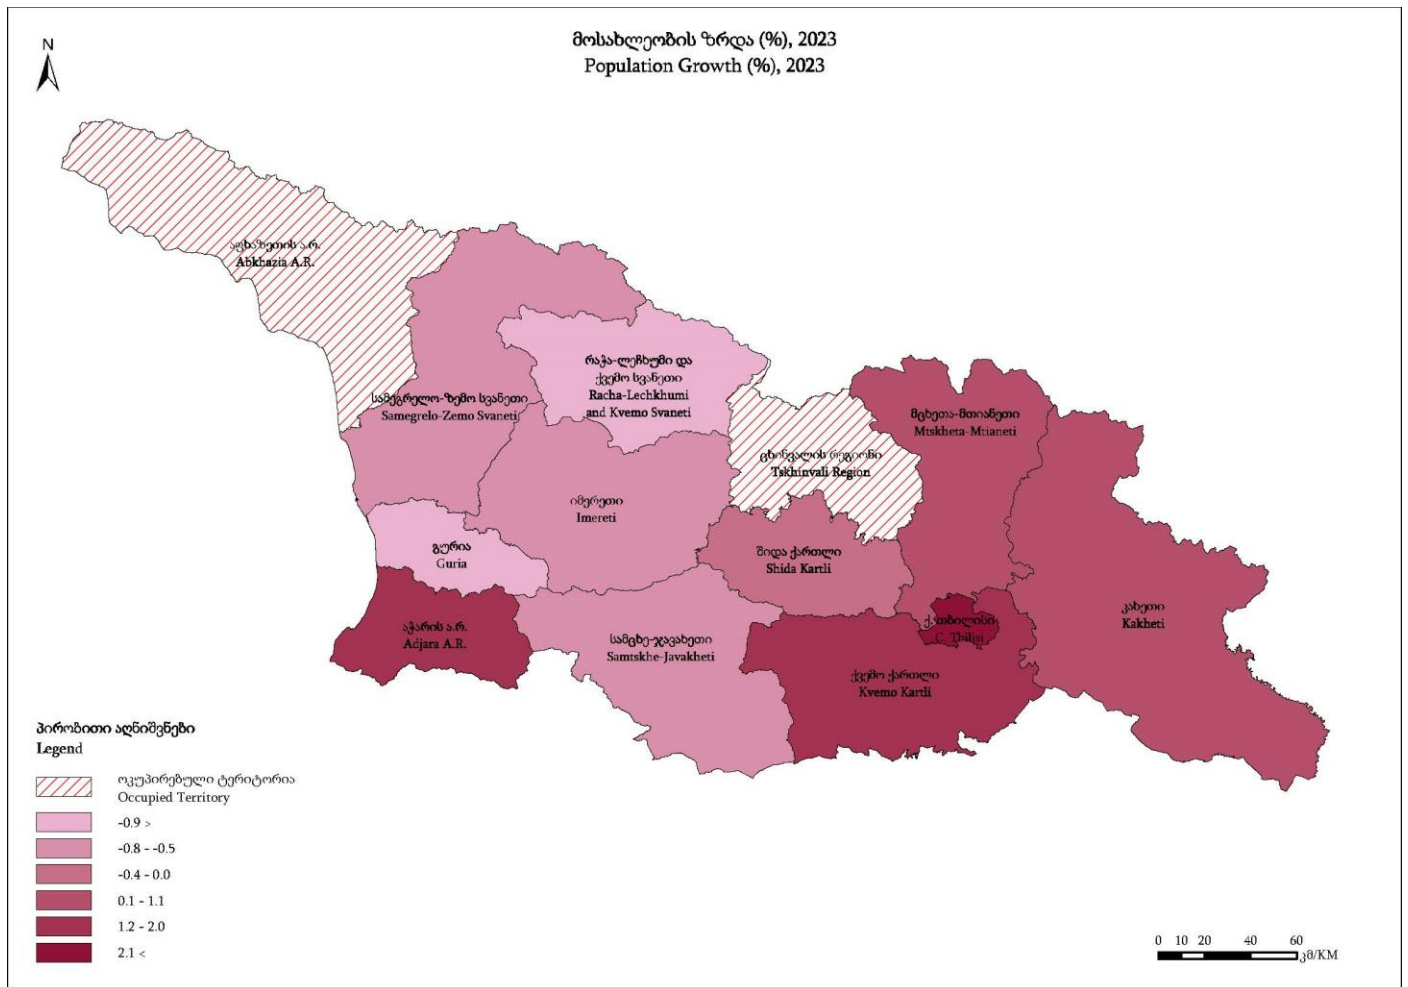 მოსახლეობის ზრდა (%), 2023
Population Growth (%), 2023
N
აფხაზეთის ა.რ.
Abkhazia A.R.
რაჭა-ლეჩხუმი და
ქვემო სვანეთი
Racha-Lechkhumi
and Kvemo Svaneti
სამეგრელო-ზემო სვანეთი
Samegrelo-Zemo Svaneti
მცხეთა-მთიანეთი
Mtskheta-Mtianeti
ცხინვალის რეგიონი
Tskhinvali Region
იმერეთი
Imereti
გურია
Guria
შიდა ქართლი
Shida Kartli
აჭარის ა.რ.
Adjara A.R.
სამცხე-ჯავახეთი
Samtskhe-Javakheti
ქ.თბილისი
C. Tbilisi
კახეთი
Kakheti
ქვემო ქართლი
Kvemo Kartli
პირობითი აღნიშვნები
Legend
ოკუპირებული ტერიტორია
Occupied Territory
-0.9 >
-0.8 - -0.5
-0.4 - 0.0
0.1 - 1.1
1.2 - 2.0
2.1 <
0 10 20 40 60
კმ/KM